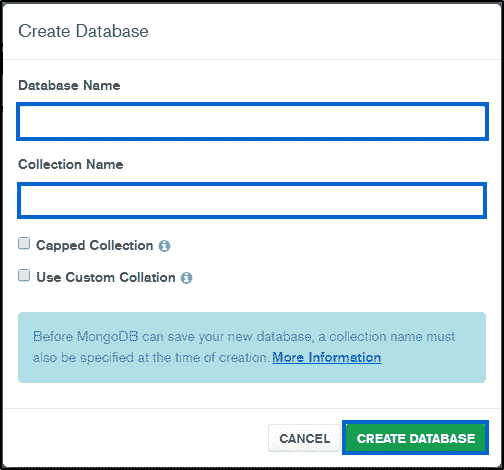 Create Database
Database Name
Collection Name
Capped Collection
Use Custom Collation
Before MongoDB can save your new database, a collection name must
also be specified at the time of creation. More Information
CANCEL CREATE DATABASE